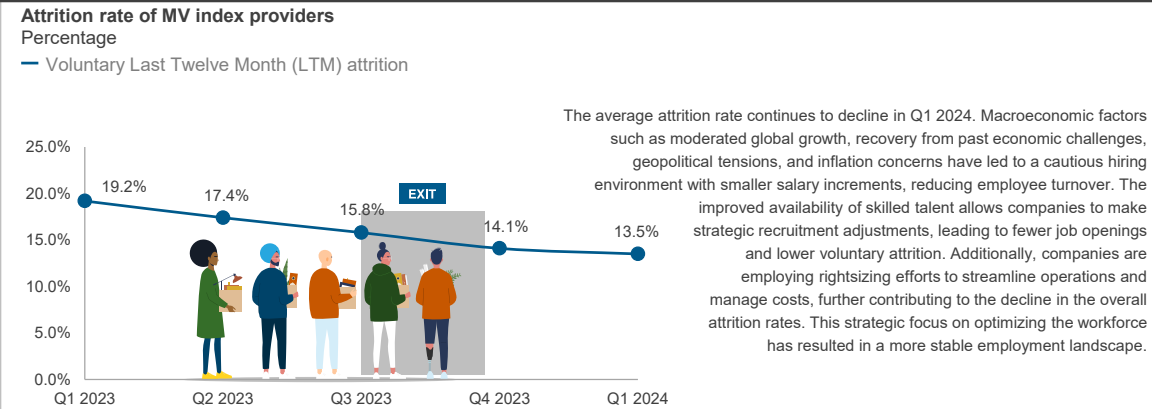 Attrition rate of MV index providers
Percentage
Voluntary Last Twelve Month (LTM) attrition
The average attrition rate continues to decline in Q1 2024. Macroeconomic factors
such as moderated global growth, recovery from past economic challenges,
geopolitical tensions, and inflation concerns have led to a cautious hiring
environment with smaller salary increments, reducing employee turnover. The
improved availability of skilled talent allows companies to make
strategic recruitment adjustments, leading to fewer job openings
and lower voluntary attrition. Additionally, companies are
employing rightsizing efforts to streamline operations and
manage costs, further contributing to the decline in the overall
attrition rates. This strategic focus on optimizing the workforce
has resulted in a more stable employment landscape.
25.0%
20.0%
15.0%
10.0%
5.0%
0.0%
19.2%
17.4%
15.8%
14.1%
13.5%
EXIT
Q1 2023
Q2 2023
Q3 2023
Q4 2023
Q1 2024